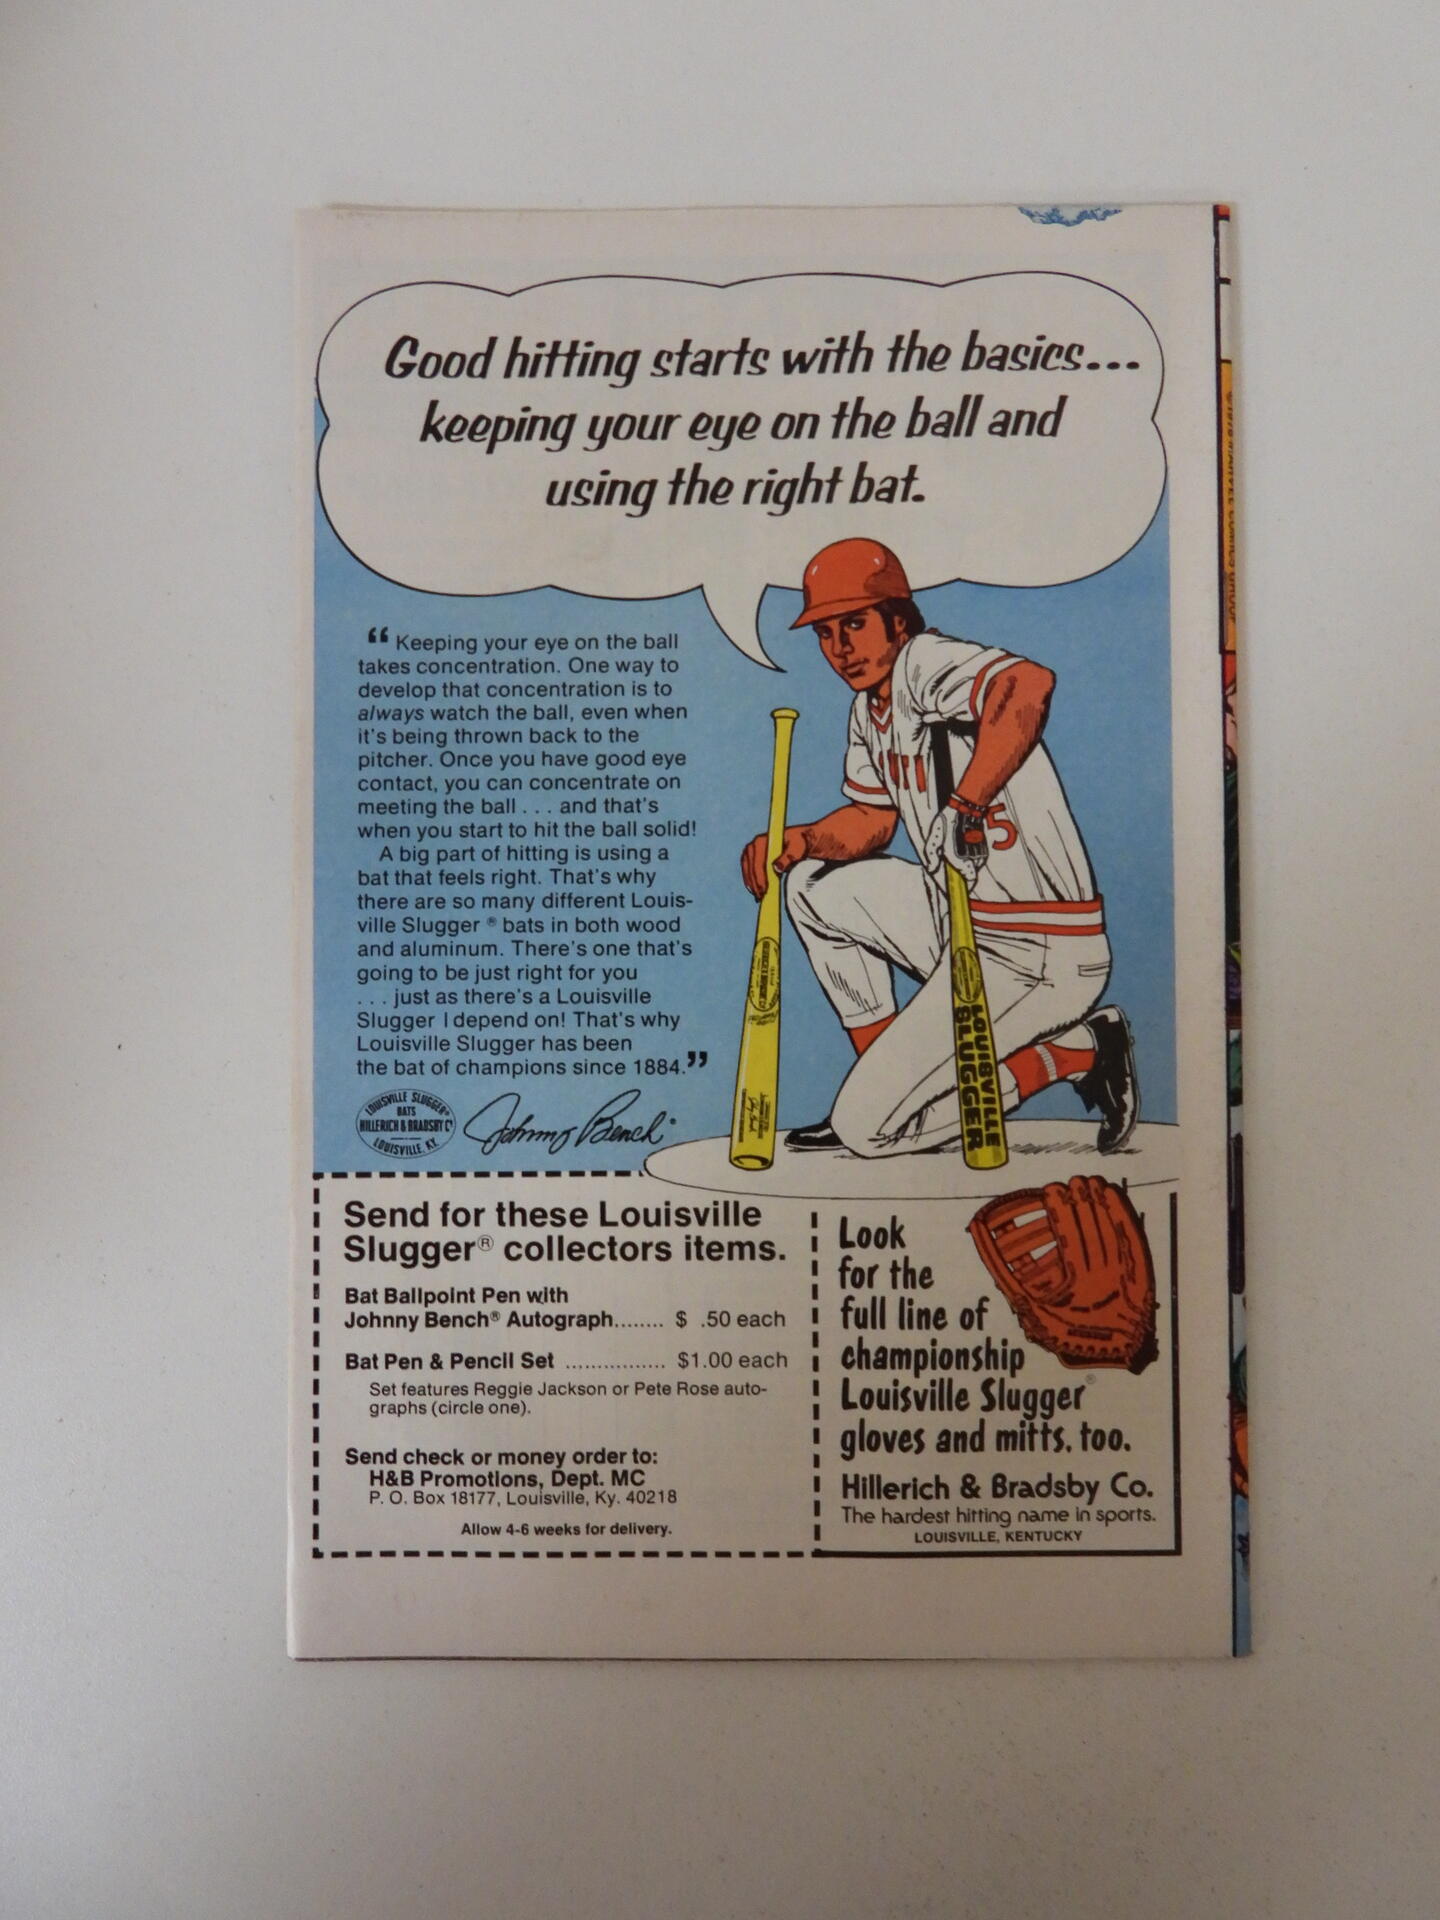 Good hitting starts with the basics...
keeping your eye on the ball and
using the right bat.
“Keeping your eye on the ball
takes concentration. One way to
develop that concentration is to
always watch the ball, even when
it's being thrown back to the
pitcher. Once you have good eye
contact, you can concentrate on
meeting the ball . . . and that's
when you start to hit the ball solid!
A big part of hitting is using a
bat that feels right. That's why
there are so many different Louis-
ville Slugger ® bats in both wood
and aluminum. There's one that's
going to be just right for you
. . . just as there's a Louisville
Slugger I depend on! That's why
Louisville Slugger has been
the bat of champions since 1884.”
LOUISVILLE SLUGGER®
BATS
HILLERICH & BRADSBY Co
LOUISVILLE, KY.
Johnny Bench
5
LOUISVILLE
SLUGGER
Send for these Louisville
Slugger® collectors items.
Bat Ballpoint Pen with
Johnny Bench® Autograph........ $ .50 each
Bat Pen & Pencil Set ................ $1.00 each
Set features Reggie Jackson or Pete Rose auto-
graphs (circle one).
Send check or money order to:
H&B Promotions, Dept. MC
P. O. Box 18177, Louisville, Ky. 40218
Allow 4-6 weeks for delivery.
Look
for the
full line of
championship
Louisville Slugger®
gloves and mitts, too.
Hillerich & Bradsby Co.
The hardest hitting name in sports.
LOUISVILLE, KENTUCKY